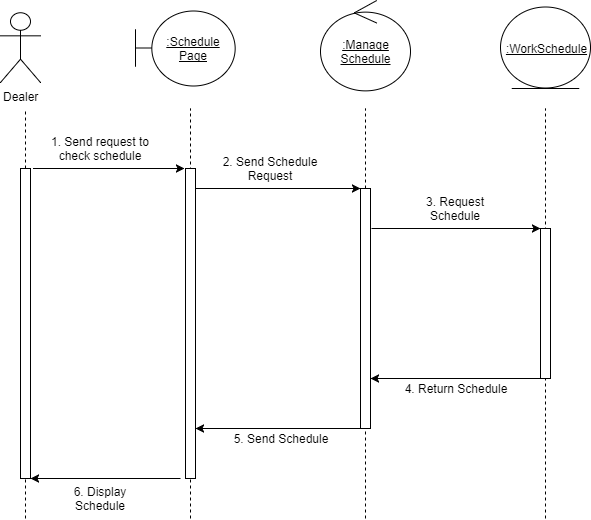 :Schedule
Page
:Manage
Schedule
:WorkSchedule
Dealer
1. Send request to
check schedule
2. Send Schedule
Request
3. Request
Schedule
4. Return Schedule
5. Send Schedule
6. Display
Schedule